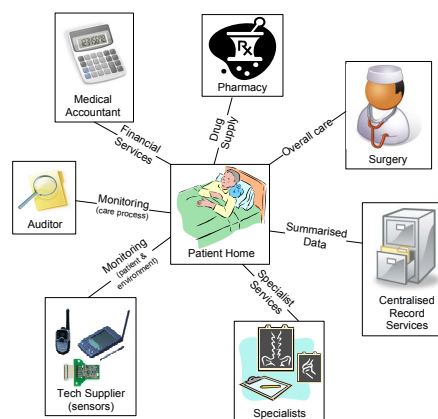 Rx
Pharmacy
Medical
Accountant
Surgery
Financial
Services
Drug
Supply
Overall care
Auditor
Monitoring
(care process)
Patient Home
Summarised
Data
Centralised
Record
Services
Monitoring
(patient &
environment)
Specialist
Services
Tech Supplier
(sensors)
Specialists